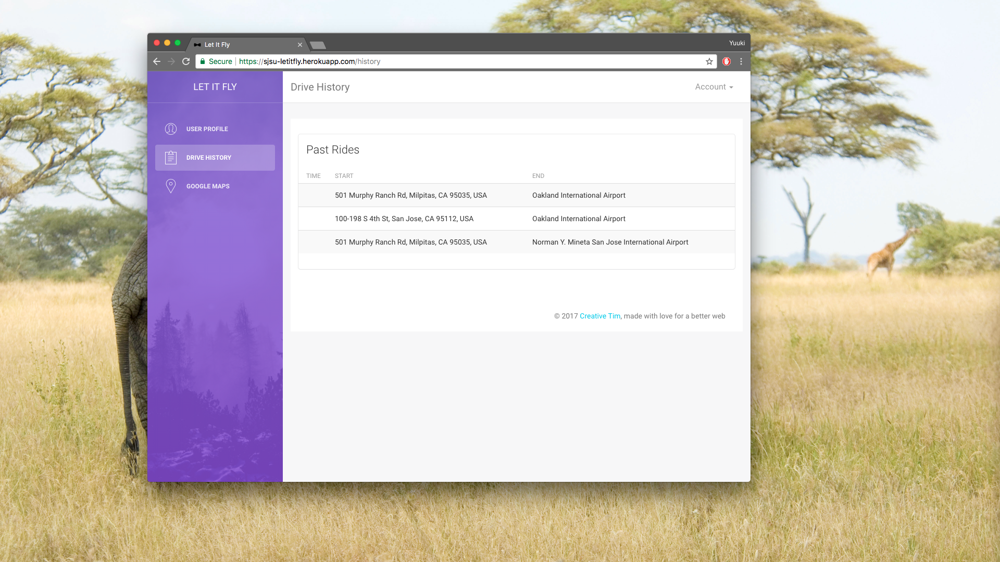 Let It Fly
Yuuki
Secure https://sjsu-letitfly.herokuapp.com/history
LET IT FLY
Drive History
Account
USER PROFILE
DRIVE HISTORY
GOOGLE MAPS
Past Rides
TIME START END
501 Murphy Ranch Rd, Milpitas, CA 95035, USA Oakland International Airport
100-198 S 4th St, San Jose, CA 95112, USA Oakland International Airport
501 Murphy Ranch Rd, Milpitas, CA 95035, USA Norman Y. Mineta San Jose International Airport
© 2017 Creative Tim, made with love for a better web